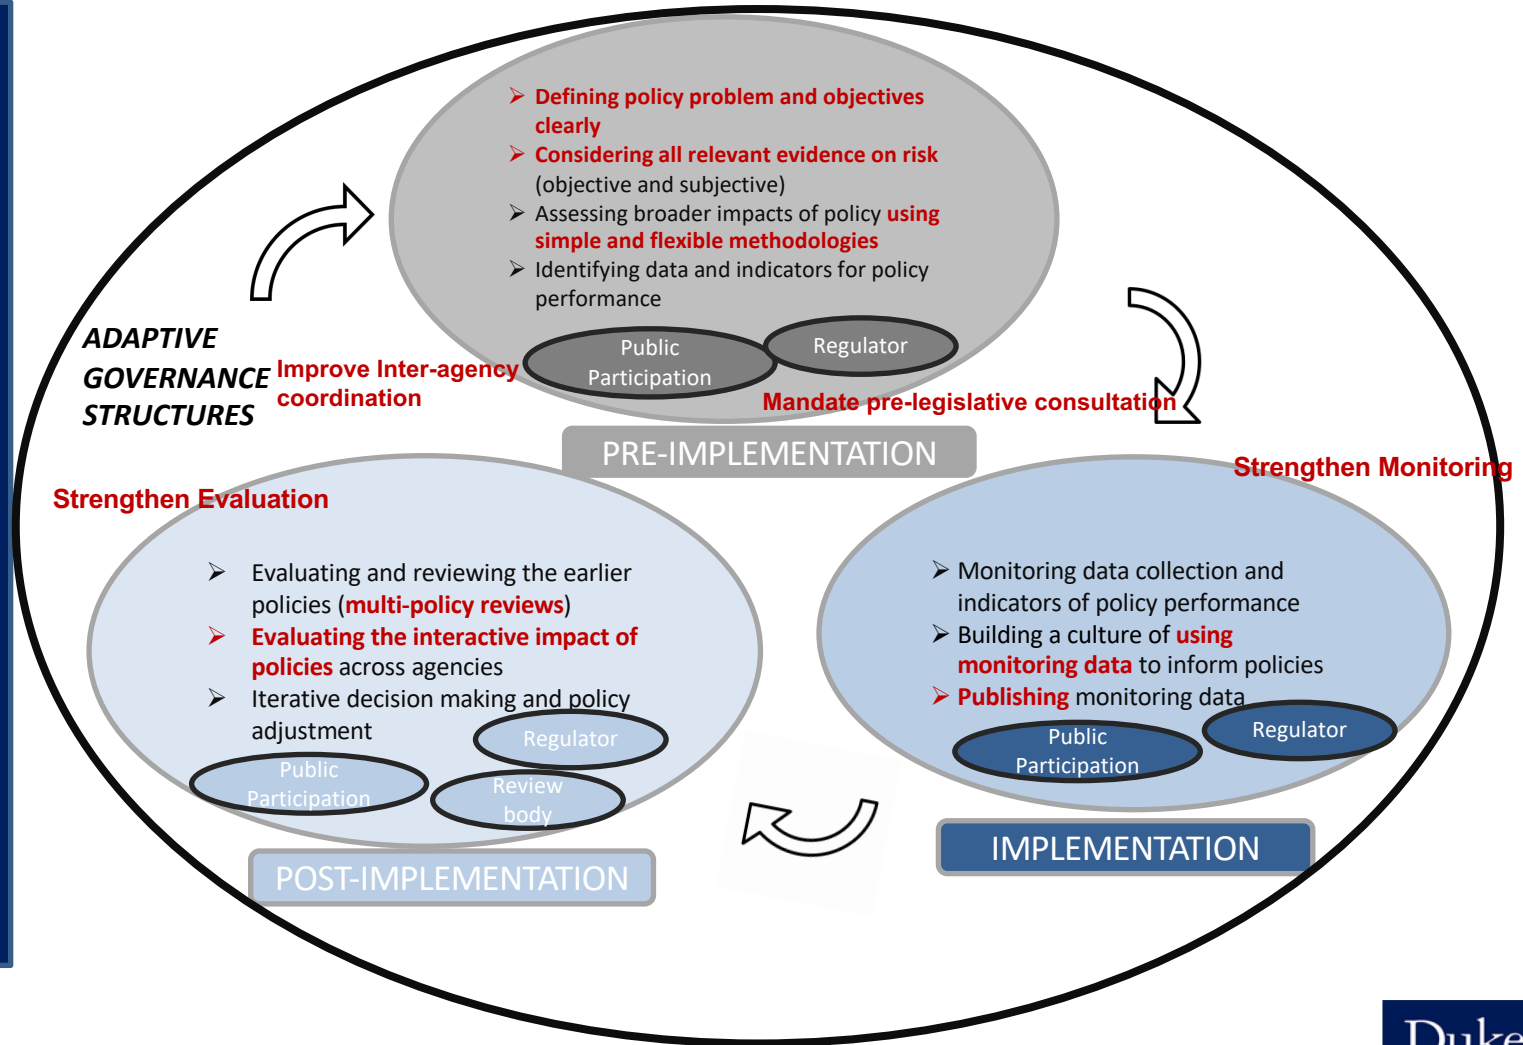 Defining policy problem and objectives
clearly
Considering all relevant evidence on risk
(objective and subjective)
Assessing broader impacts of policy using
simple and flexible methodologies
Identifying data and indicators for policy
performance
Public
Participation
Regulator
ADAPTIVE
GOVERNANCE
STRUCTURES
Improve Inter-agency
coordination
Mandate pre-legislative consultation
PRE-IMPLEMENTATION
Strengthen Evaluation
Evaluating and reviewing the earlier
policies (multi-policy reviews)
Evaluating the interactive impact of
policies across agencies
Iterative decision making and policy
adjustment
Regulator
Public
Participation
Review
body
POST-IMPLEMENTATION
Strengthen Monitoring
Monitoring data collection and
indicators of policy performance
Building a culture of using
monitoring data to inform policies
Publishing monitoring data
Public
Participation
Regulator
IMPLEMENTATION
Duke